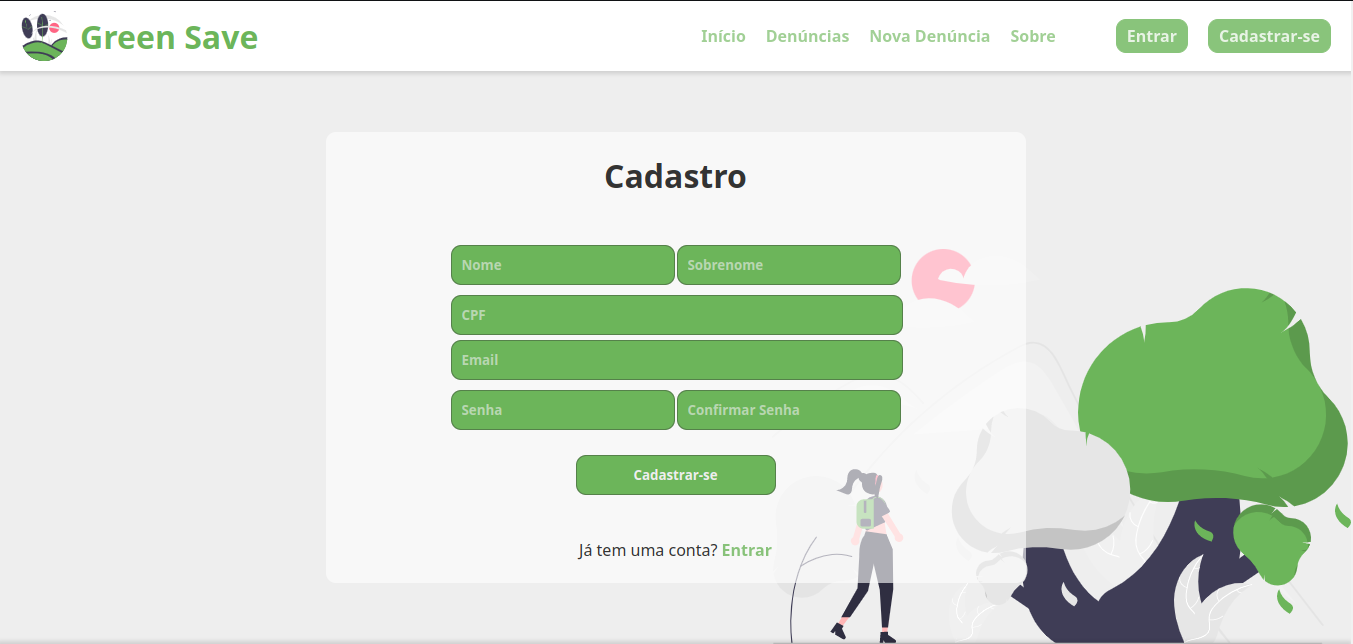 Green Save
Início Denúncias Nova Denúncia Sobre Entrar Cadastrar-se
Cadastro
Nome Sobrenome
CPF
Email
Senha Confirmar Senha
Cadastrar-se
Já tem uma conta? Entrar